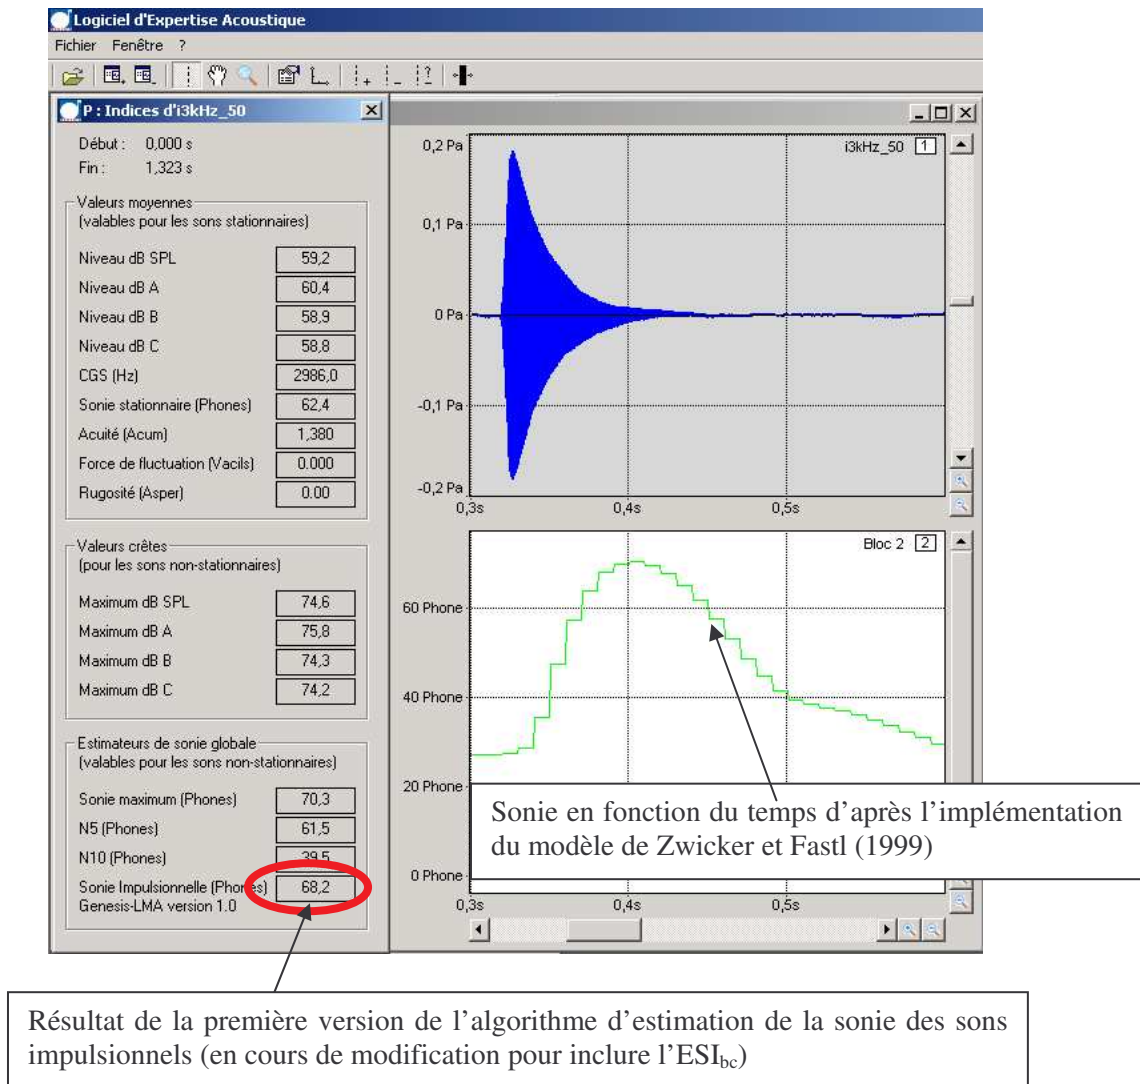 Logiciel d'Expertise Acoustique
Fichier Fenêtre ?
P : Indices d'i3kHz_50
Début : 0,000 s
Fin : 1,323 s
Valeurs moyennes
(valables pour les sons stationnaires)
Niveau dB SPL 59,2
Niveau dB A 60,4
Niveau dB B 58,9
Niveau dB C 58,8
CGS (Hz) 2986,0
Sonie stationnaire (Phones) 62,4
Acuité (Acum) 1,380
Force de fluctuation (Vacils) 0.000
Rugosité (Asper) 0.00
Valeurs crêtes
(pour les sons non-stationnaires)
Maximum dB SPL 74,6
Maximum dB A 75,8
Maximum dB B 74,3
Maximum dB C 74,2
Estimateurs de sonie globale
(valables pour les sons non-stationnaires)
Sonie maximum (Phones) 70,3
N5 (Phones) 61,5
N10 (Phones) 39,5
Sonie Impulsionnelle (Phones) 68,2
Genesis-LMA version 1.0
i3kHz_50 1
0,2 Pa
0,1 Pa
0 Pa
-0,1 Pa
-0,2 Pa
0,3s 0,4s 0,5s
Bloc 2 2
60 Phone
40 Phone
20 Phone
0 Phone
0,3s 0,4s 0,5s
Sonie en fonction du temps d'après l'implémentation
du modèle de Zwicker et Fastl (1999)
Résultat de la première version de l'algorithme d'estimation de la sonie des sons
impulsionnels (en cours de modification pour inclure l'ESIbc)